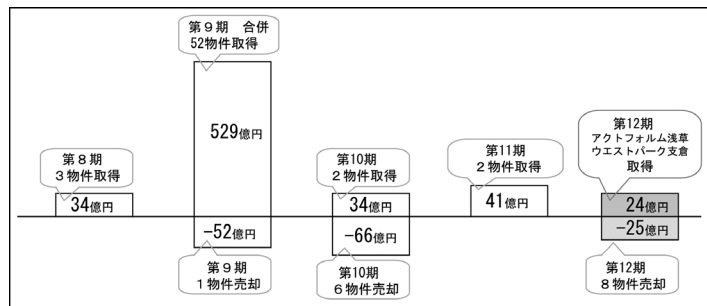 第9期　合併
52物件取得
529億円
-52億円
第9期
1物件売却
第8期
3物件取得
34億円
第10期
2物件取得
34億円
-66億円
第10期
6物件売却
第11期
2物件取得
41億円
第12期
アクトフォルム浅草
ウエストパーク支倉
取得
24億円
-25億円
第12期
8物件売却